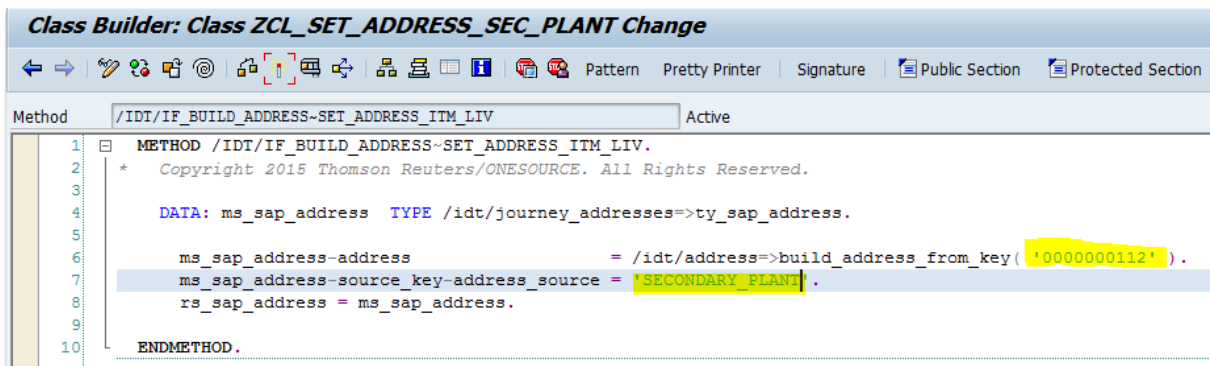 Class Builder: Class ZCL_SET_ADDRESS_SEC_PLANT Change
Pattern Pretty Printer Signature Public Section Protected Section
Method /IDT/IF_BUILD_ADDRESS~SET_ADDRESS_ITM_LIV Active
1 METHOD /IDT/IF_BUILD_ADDRESS~SET_ADDRESS_ITM_LIV.
2 * Copyright 2015 Thomson Reuters/ONESOURCE. All Rights Reserved.
3
4 DATA: ms_sap_address TYPE /idt/journey_addresses=>ty_sap_address.
5
6 ms_sap_address-address = /idt/address=>build_address_from_key( '0000000112' ).
7 ms_sap_address-source_key-address_source = 'SECONDARY_PLANT'.
8 rs_sap_address = ms_sap_address.
9
10 ENDMETHOD.